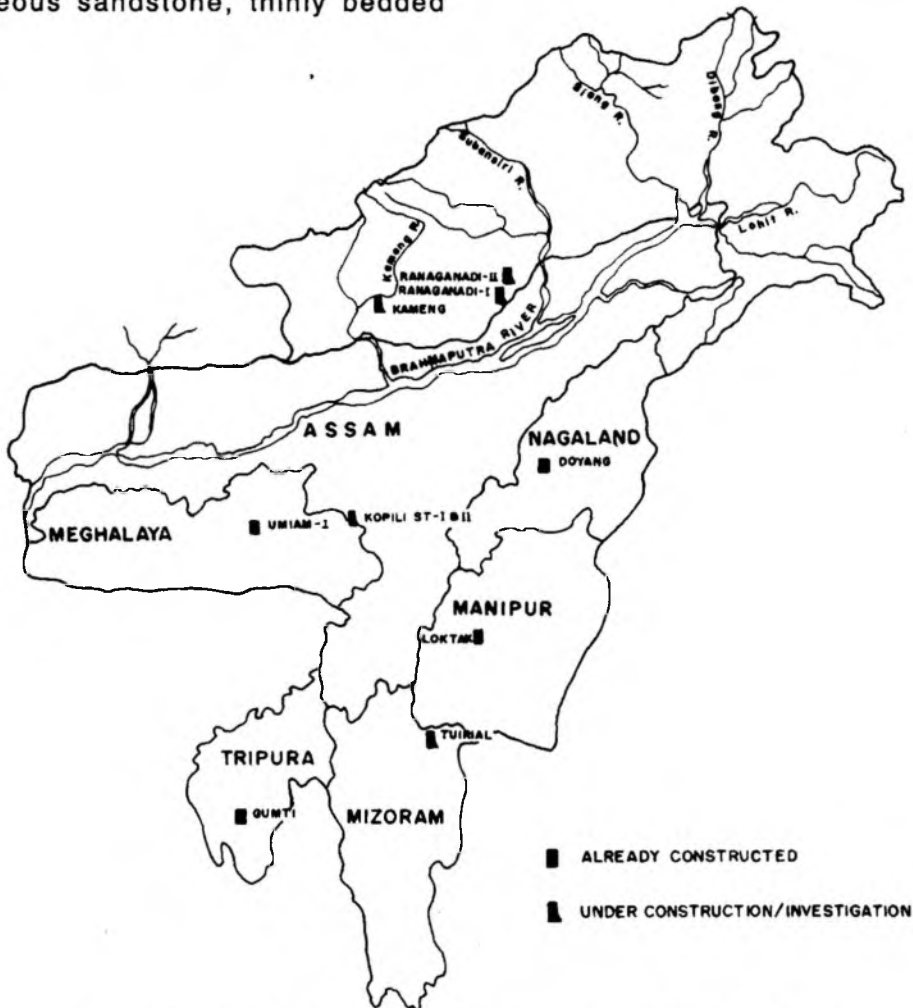 eous sandstone, thinly bedded
Siang R.
Dibang R.
Subansiri R.
Lohit R.
Kameng R.
RANAGANADI-II
RANAGANADI-I
KAMENG
BRAHMAPUTRA RIVER
ASSAM
NAGALAND
DOYANG
MEGHALAYA
UMIAM-I
KOPILI ST-I & II
MANIPUR
LOKTAK
TUIRIAL
TRIPURA
GUMTI
MIZORAM
ALREADY CONSTRUCTED
UNDER CONSTRUCTION/INVESTIGATION